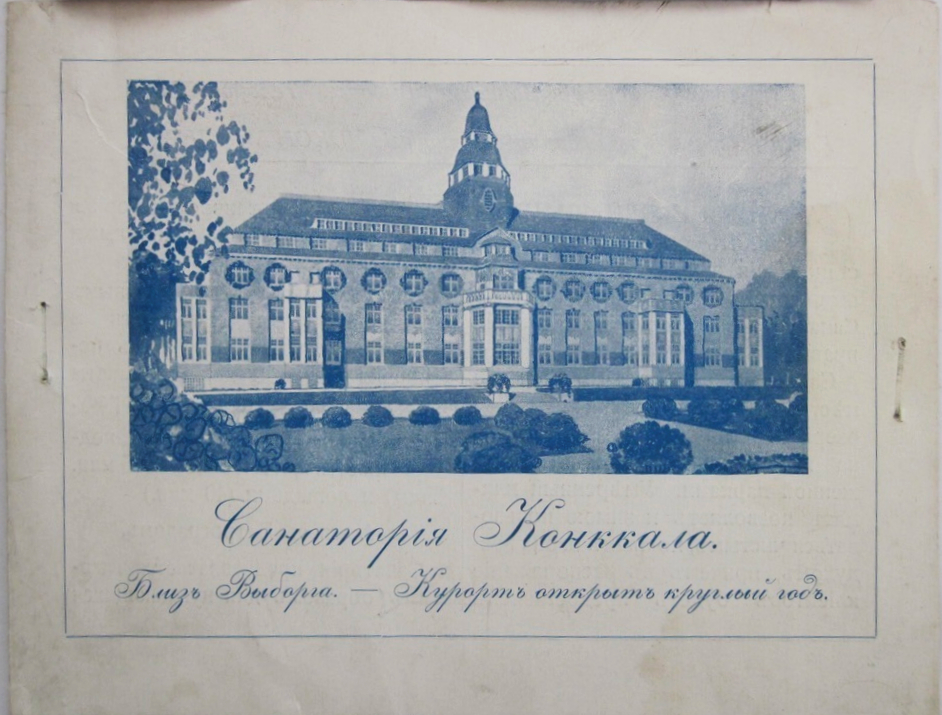 Санаторія Конккала.
Близъ Выборга. — Курортъ открытъ круглый годъ.